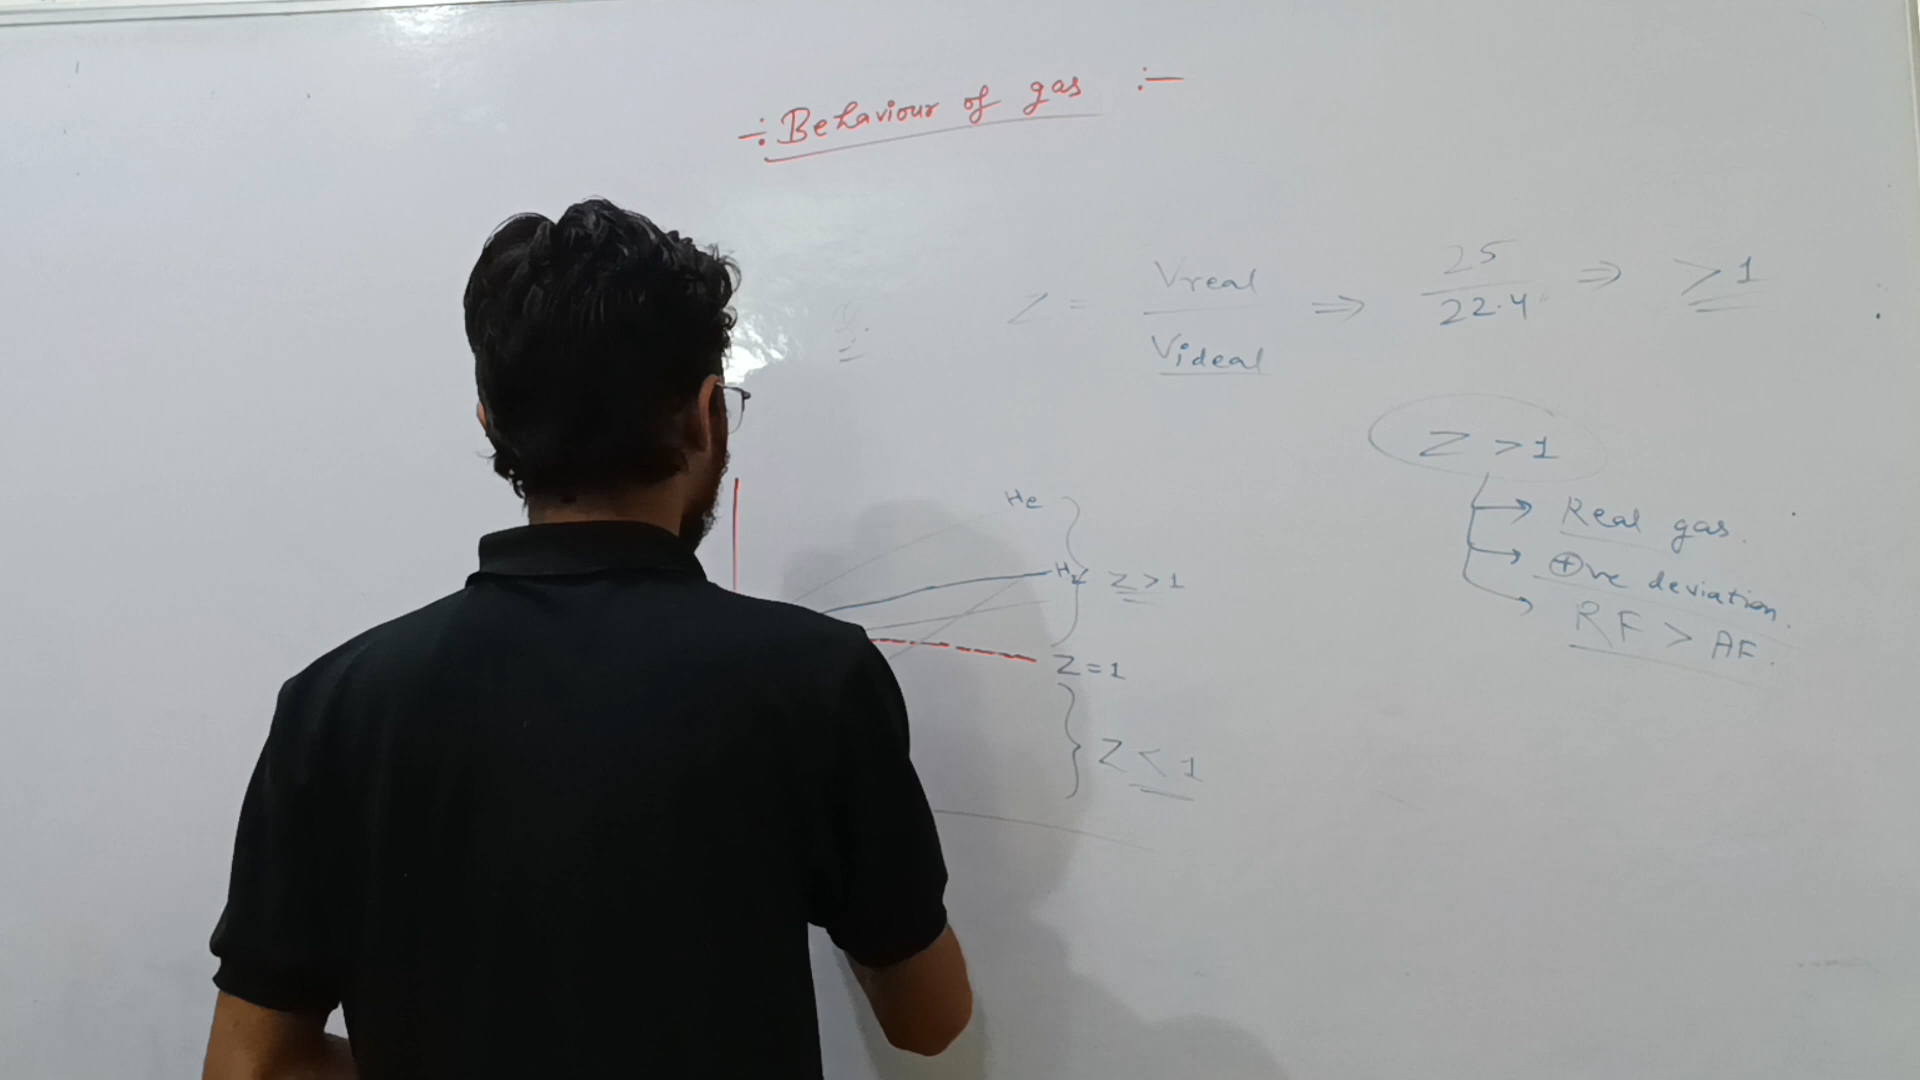 ÷ Behaviour of gas :-
Z = Vreal / Videal ⇒ 25 / 22.4 ⇒ > 1
Z > 1
Real gas.
⊕ve deviation.
RF > AF.
He
H2
Z > 1
Z = 1
Z < 1